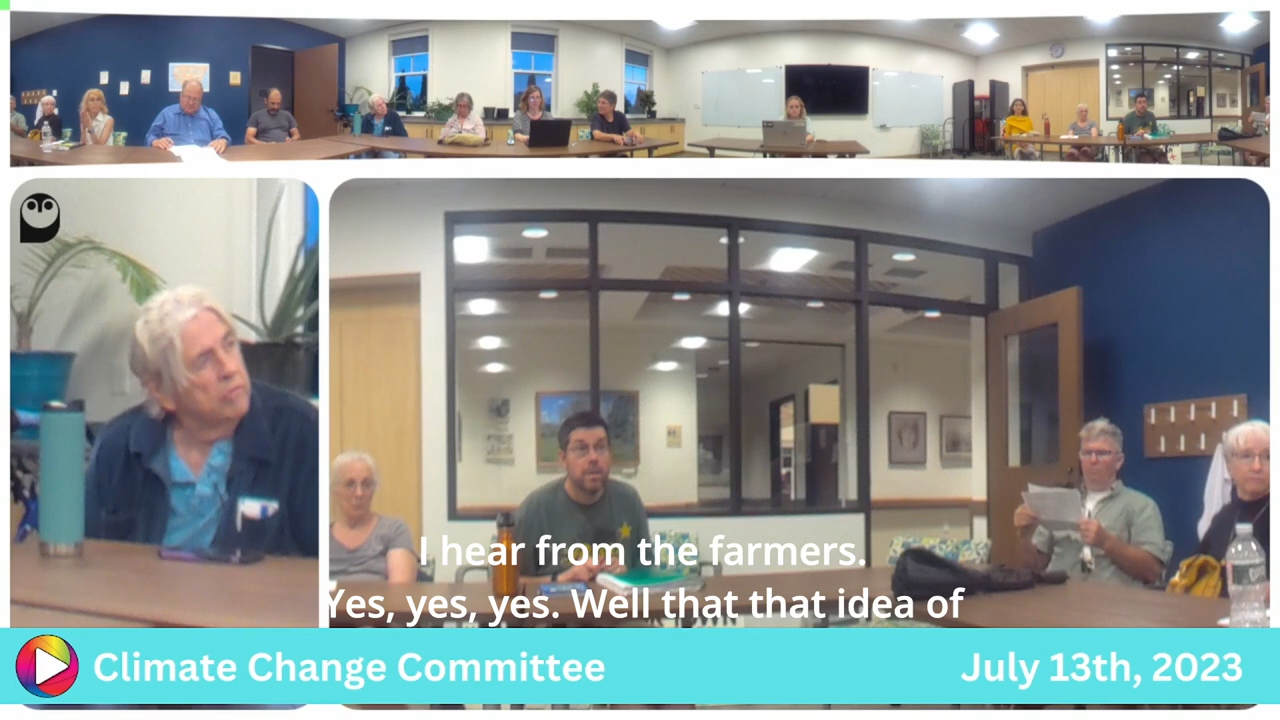 I hear from the farmers.
Yes, yes, yes. Well that that idea of
Climate Change Committee
July 13th, 2023